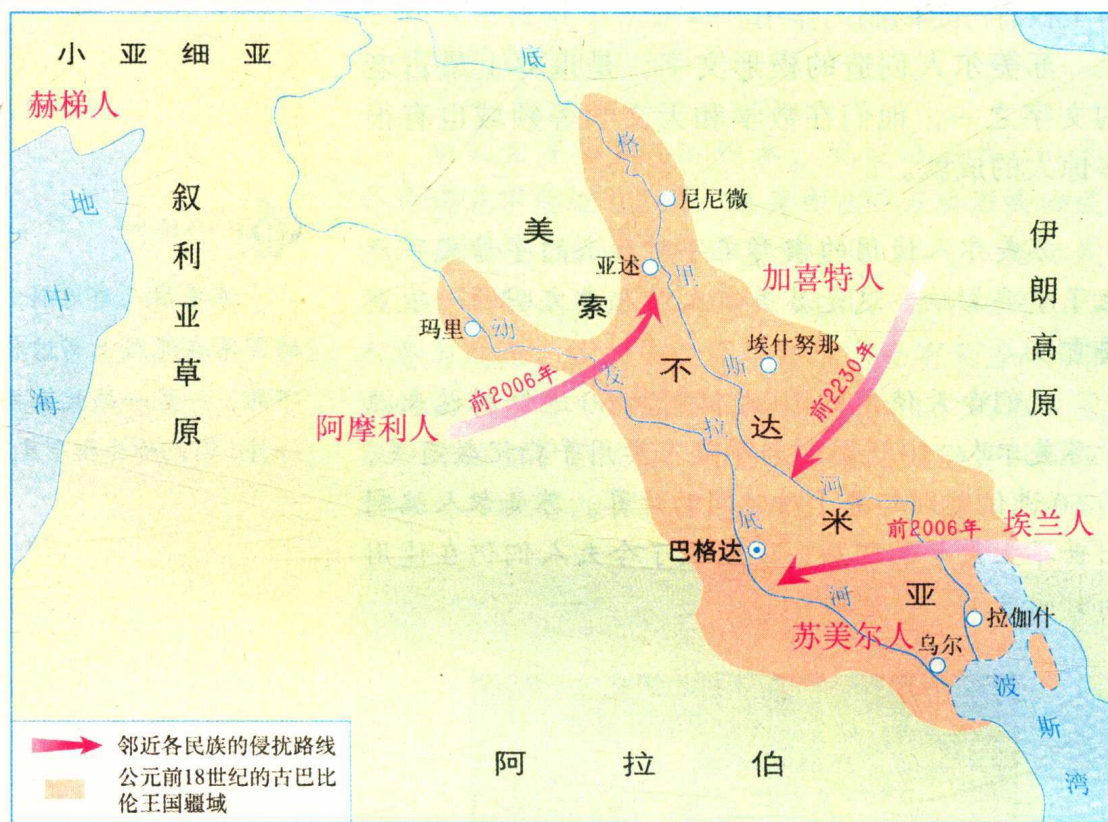 小亚细亚
赫梯人
地中海
叙利亚草原
底格里斯河
美索不达米亚
尼尼微
亚述
伊朗高原
加喜特人
前2230年
玛里
幼发拉底河
埃什努那
前2006年
阿摩利人
前2006年
埃兰人
巴格达
苏美尔人
乌尔
拉伽什
波斯湾
阿拉伯
邻近各民族的侵扰路线
公元前18世纪的古巴比
伦王国疆域